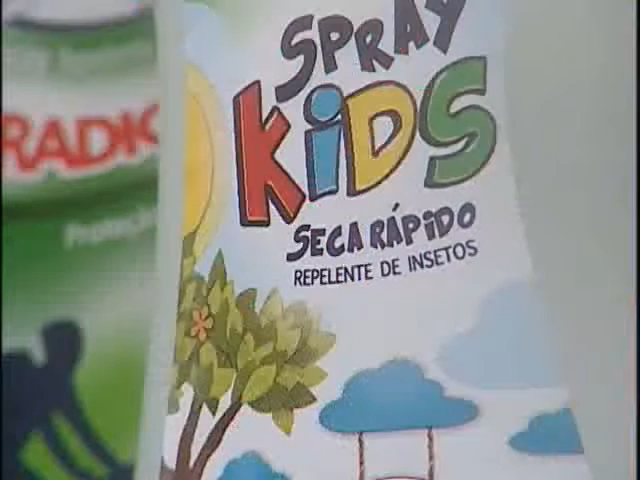 SPRAY
KiDS
SECA RÁPiDO
REPELENTE DE INSETOS
RADIC